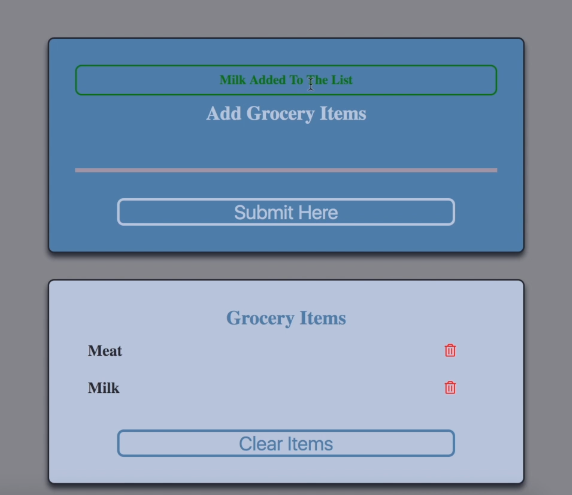 Milk Added To The List
Add Grocery Items
Submit Here
Grocery Items
Meat
Milk
Clear Items